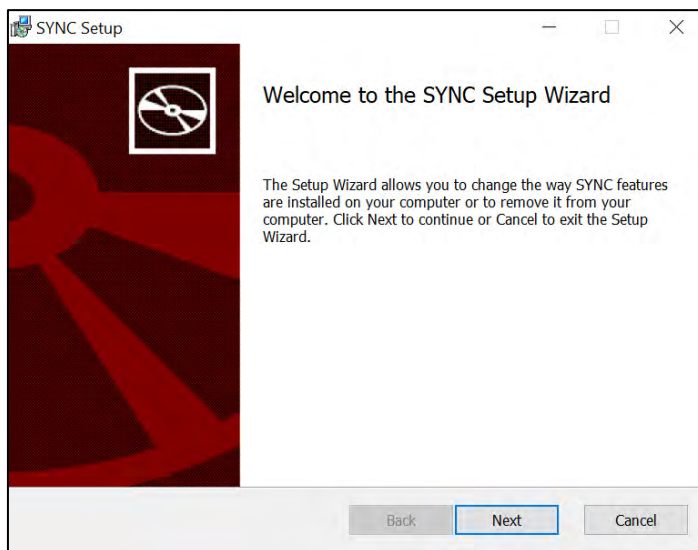 SYNC Setup
Welcome to the SYNC Setup Wizard
The Setup Wizard allows you to change the way SYNC features
are installed on your computer or to remove it from your
computer. Click Next to continue or Cancel to exit the Setup
Wizard.
Back Next Cancel